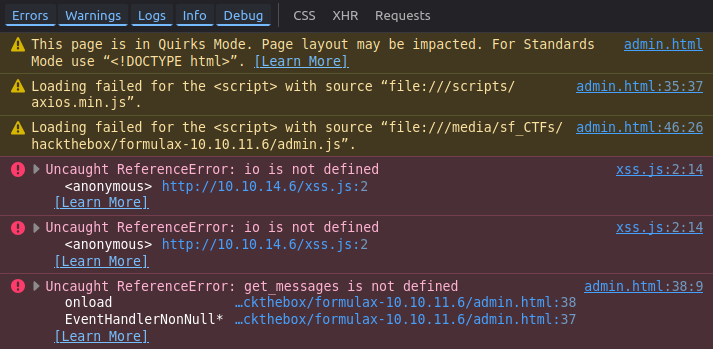 Errors Warnings Logs Info Debug CSS XHR Requests
This page is in Quirks Mode. Page layout may be impacted. For Standards admin.html
Mode use “<!DOCTYPE html>”. [Learn More]
Loading failed for the <script> with source “file:///scripts/ admin.html:35:37
axios.min.js”.
Loading failed for the <script> with source “file:///media/sf_CTFs/ admin.html:46:26
hackthebox/formulax-10.10.11.6/admin.js”.
Uncaught ReferenceError: io is not defined xss.js:2:14
<anonymous> http://10.10.14.6/xss.js:2
[Learn More]
Uncaught ReferenceError: io is not defined xss.js:2:14
<anonymous> http://10.10.14.6/xss.js:2
[Learn More]
Uncaught ReferenceError: get_messages is not defined admin.html:38:9
onload …ckthebox/formulax-10.10.11.6/admin.html:38
EventHandlerNonNull* …ckthebox/formulax-10.10.11.6/admin.html:37
[Learn More]